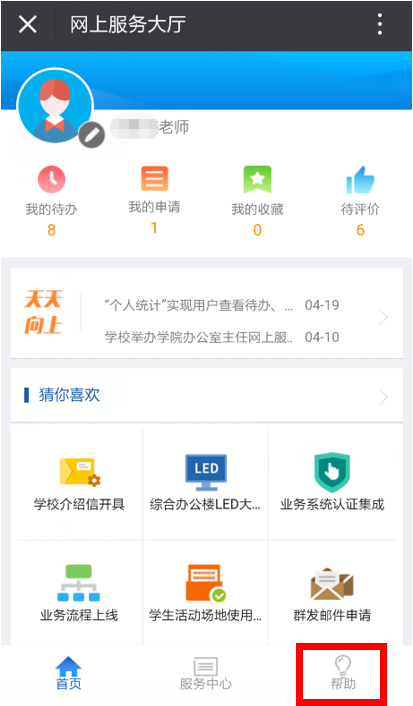 网上服务大厅
老师
我的待办
我的申请
我的收藏
待评价
8
1
0
6
天天
向上
“个人统计”实现用户查看待办、... 04-19
学校举办学院办公室主任网上服.. 04-10
猜你喜欢
LED
学校介绍信开具
综合办公楼LED大...
业务系统认证集成
业务流程上线
学生活动场地使用...
群发邮件申请
首页
服务中心
帮助